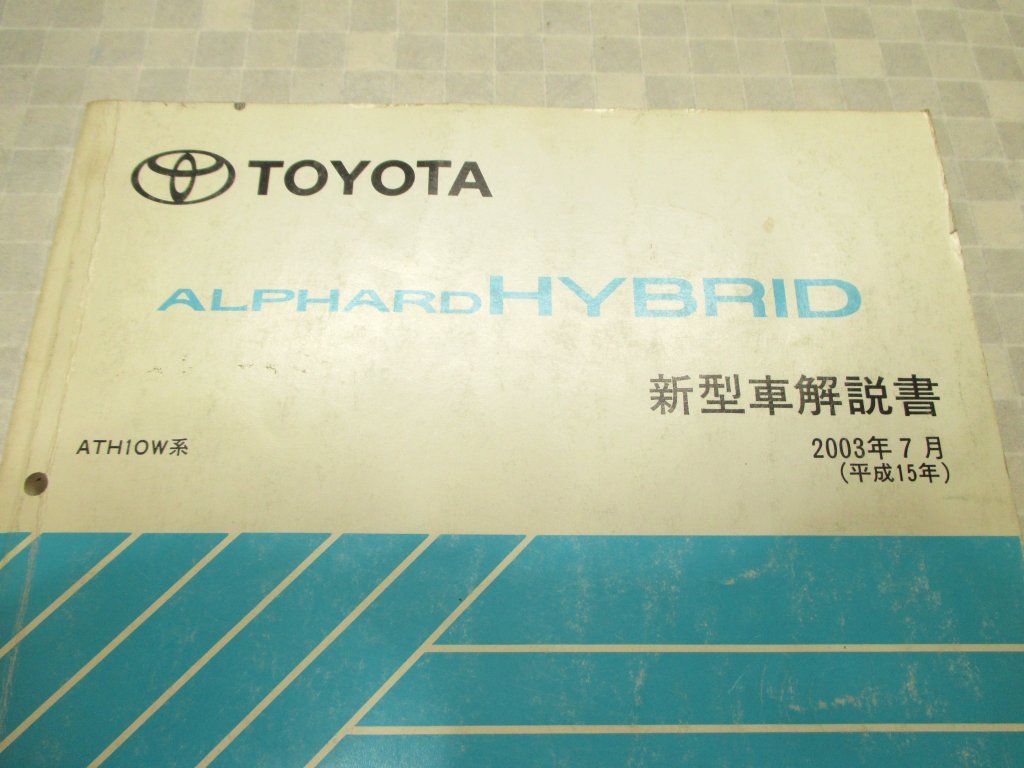 TOYOTA
ALPHARD HYBRID
新型車解説書
ATH10W系
2003年7月
(平成15年)